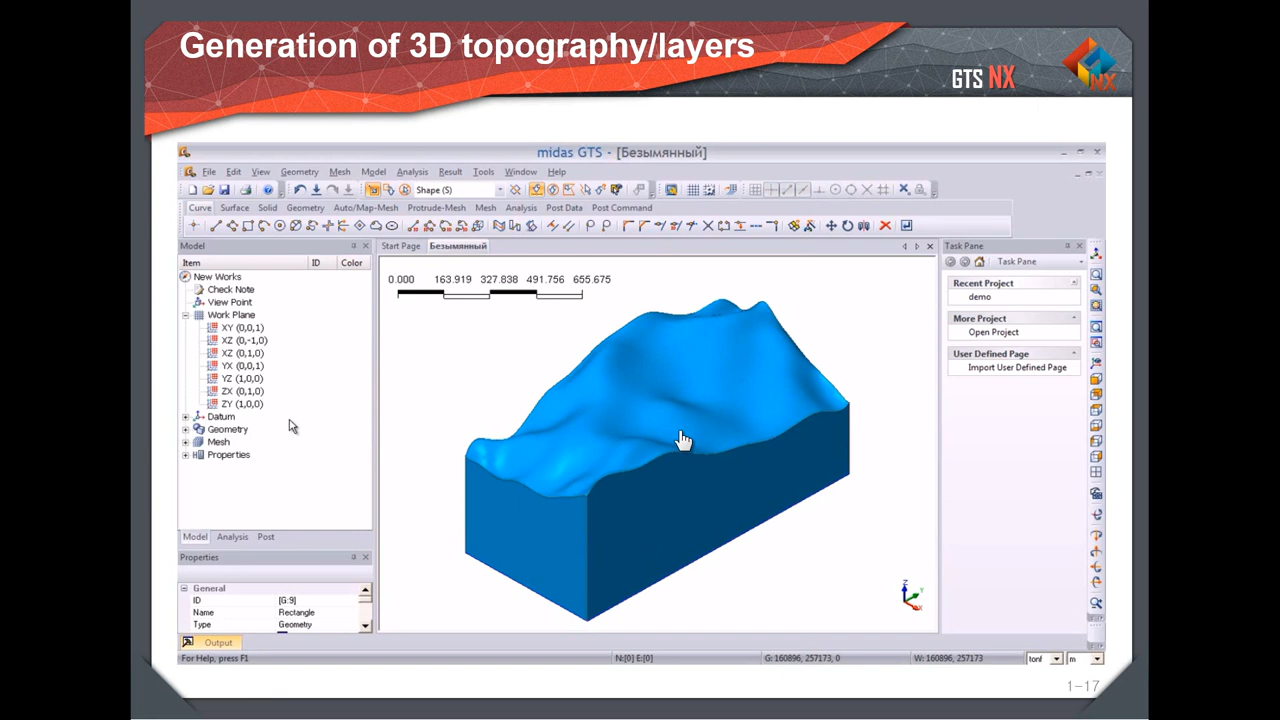 Generation of 3D topography/layers
GTS NX
NX
midas GTS - [Безымянный]
File Edit View Geometry Mesh Model Analysis Result Tools Window Help
Shape (S)
Curve Surface Solid Geometry Auto/Map-Mesh Protrude-Mesh Mesh Analysis Post Data Post Command
Model
Start Page Безымянный
Task Pane
Item ID Color
Task Pane
New Works
Check Note
View Point
Work Plane
XY (0,0,1)
XZ (0,-1,0)
XZ (0,1,0)
YX (0,0,1)
YZ (1,0,0)
ZX (0,1,0)
ZY (1,0,0)
Datum
Geometry
Mesh
Properties
0.000 163.919 327.838 491.756 655.675
Z
Y
X
Recent Project
demo
More Project
Open Project
User Defined Page
Import User Defined Page
Model Analysis Post
Properties
General
ID [G:9]
Name Rectangle
Type Geometry
Output
For Help, press F1
N:[0] E:[0]
G: 160896, 257173, 0
W: 160896, 257173
tonf
m
1-17